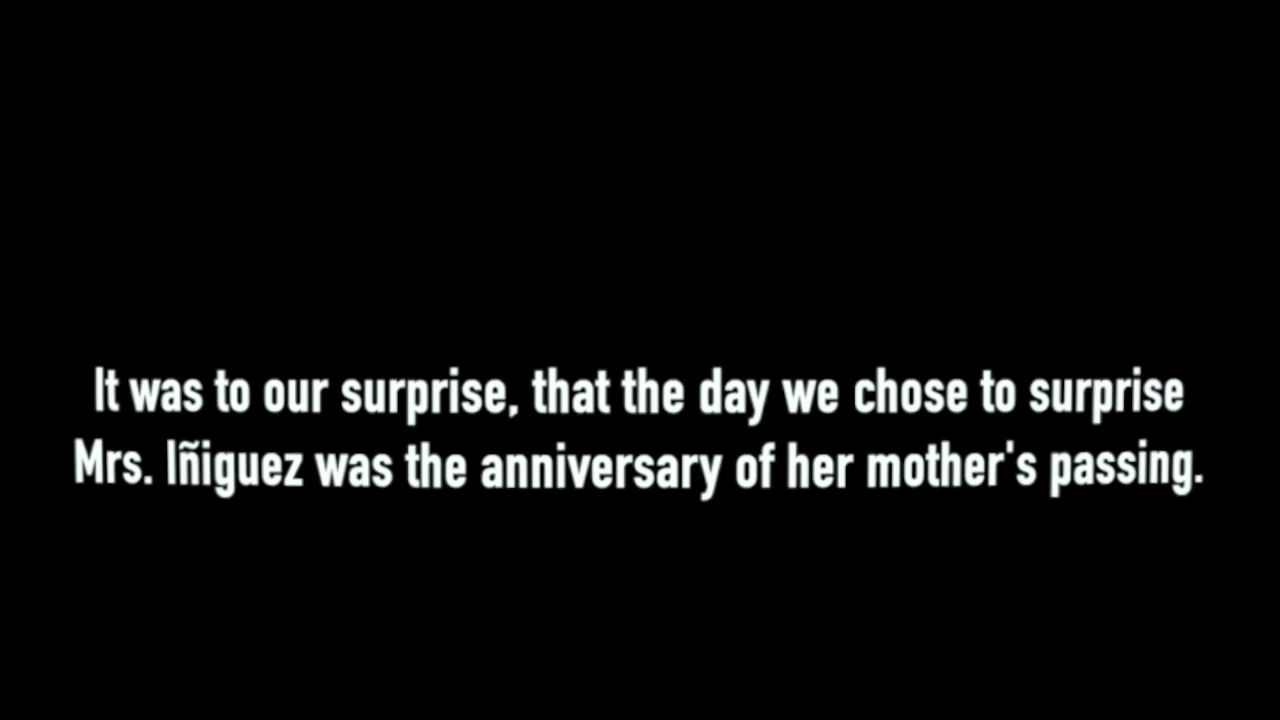 It was to our surprise, that the day we chose to surprise
Mrs. Iñiguez was the anniversary of her mother's passing.